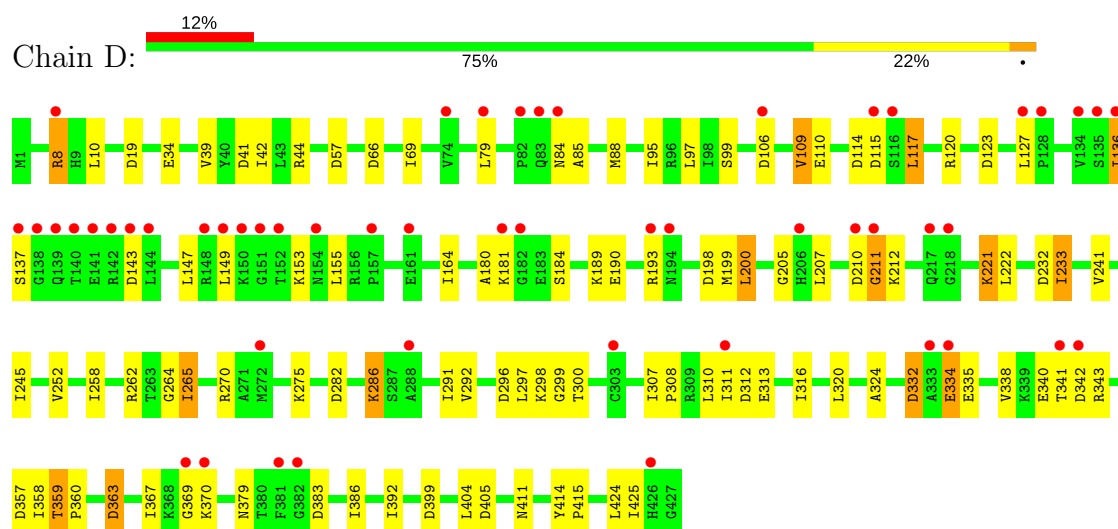 12%
Chain D:
75% 22% •
M1 R8 H9 L10 D19 E34 V39 Y40 D41 I42 L43 R44 D57 D66 I69 V74 L79 P82 Q83 N84 A85 M88 I95 R96 L97 I98 S99 D106 V109 E110 D114 D115 S116 L117 R120 D123 L127 P128 V134 S135 I136
S137 G138 Q139 T140 E141 R142 D143 L144 L147 R148 L149 K150 G151 T152 K153 N154 L155 R156 P157 E161 I164 A180 K181 G182 E183 S184 K189 E190 R193 N194 D198 M199 L200 G205 H206 L207 D210 G211 K212 Q217 G218 K221 L222 D232 I233 V241
I245 V252 I258 R262 T263 G264 I265 R270 A271 M272 K275 D282 K286 S287 A288 I291 V292 D296 L297 K298 G299 T300 C303 I307 P308 R309 L310 I311 D312 E313 I316 L320 A324 D332 A333 E334 E335 V338 K339 E340 T341 D342 R343
D357 I358 T359 P360 D363 I367 K368 G369 K370 N379 T380 F381 G382 D383 I386 I392 D399 L404 D405 N411 Y414 P415 L424 I425 H426 G427